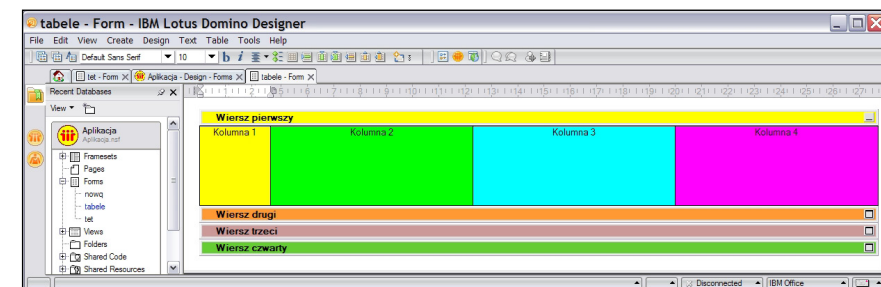 tabele - Form - IBM Lotus Domino Designer
File Edit View Create Design Text Table Tools Help
Default Sans Serif 10 b i
tet - Form Aplikacja - Design - Forms tabele - Form
Recent Databases
View
Aplikacja
Aplikacja.nsf
Framesets
Pages
Forms
nowq
tabele
tet
Views
Folders
Shared Code
Shared Resources
Wiersz pierwszy
Kolumna 1 Kolumna 2 Kolumna 3 Kolumna 4
Wiersz drugi
Wiersz trzeci
Wiersz czwarty
Disconnected IBM Office